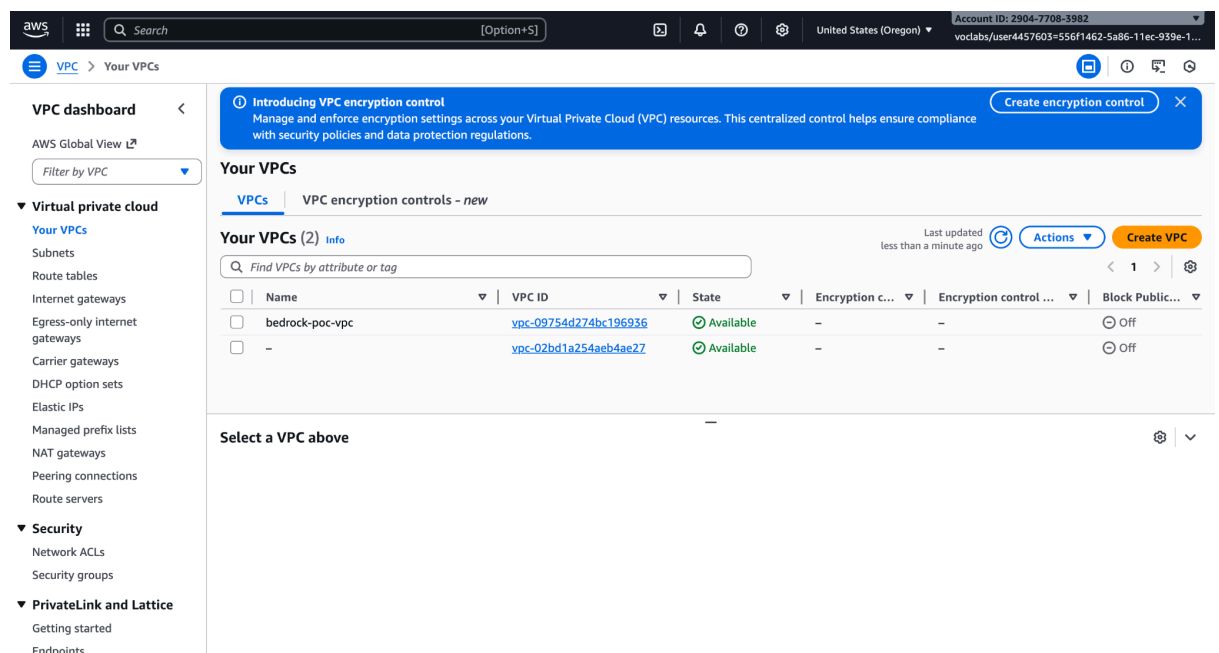 aws
Search
[Option+S]
United States (Oregon)
Account ID: 2904-7708-3982
voclabs/user4457603=556f1462-5a86-11ec-939e-1...
VPC > Your VPCs
VPC dashboard
AWS Global View
Filter by VPC
Virtual private cloud
Your VPCs
Subnets
Route tables
Internet gateways
Egress-only internet
gateways
Carrier gateways
DHCP option sets
Elastic IPs
Managed prefix lists
NAT gateways
Peering connections
Route servers
Security
Network ACLs
Security groups
PrivateLink and Lattice
Getting started
Endpoints
Introducing VPC encryption control
Manage and enforce encryption settings across your Virtual Private Cloud (VPC) resources. This centralized control helps ensure compliance
with security policies and data protection regulations.
Create encryption control
Your VPCs
VPCs
VPC encryption controls - new
Your VPCs (2) Info
Last updated
less than a minute ago
Actions
Create VPC
Find VPCs by attribute or tag
1
Name VPC ID State Encryption c... Encryption control ... Block Public...
bedrock-poc-vpc vpc-09754d274bc196936 Available – – Off
– vpc-02bd1a254aeb4ae27 Available – – Off
Select a VPC above